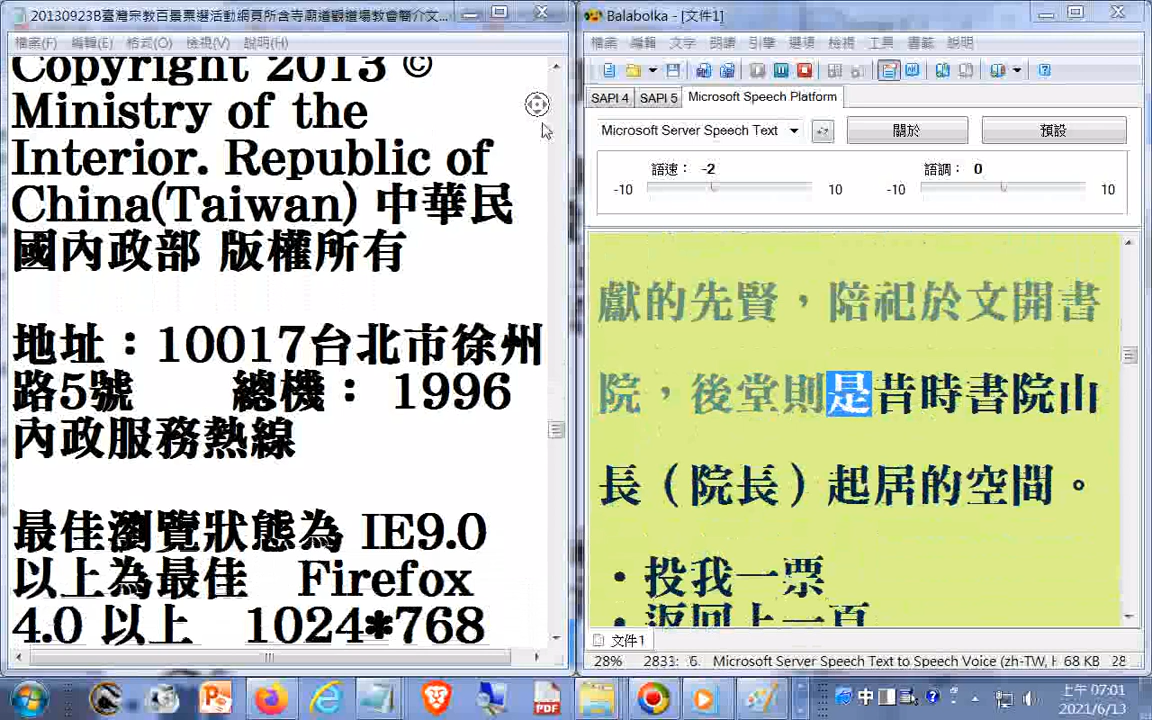 20130923B臺灣宗教百景票選活動網頁所含寺廟道觀道場教會簡介文...
檔案(F) 編輯(E) 格式(O) 檢視(V) 說明(H)
Copyright 2013 ©
Ministry of the
Interior. Republic of
China(Taiwan) 中華民
國內政部 版權所有
地址：10017台北市徐州
路5號 總機： 1996
內政服務熱線
最佳瀏覽狀態為 IE9.0
以上為最佳 Firefox
4.0 以上 1024*768
Balabolka - [文件1]
檔案 編輯 文字 朗讀 引擎 選項 檢視 工具 書籤 說明
SAPI 4 SAPI 5 Microsoft Speech Platform
Microsoft Server Speech Text 關於 預設
語速： -2 語調： 0
-10 10 -10 10
獻的先賢，陪祀於文開書
院，後堂則是昔時書院山
長（院長）起居的空間。
•投我一票
•返回上一頁
文件1
28% 2833: 6. Microsoft Server Speech Text to Speech Voice (zh-TW, H 68 KB 28
中
上午 07:01
2021/6/13